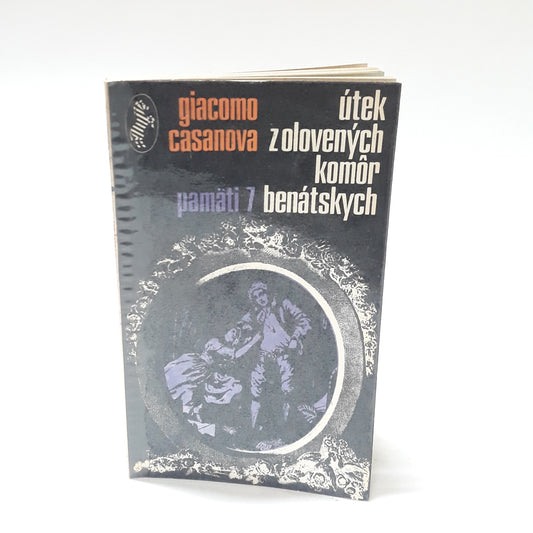 giacomo
casanova
útek
z olovených
komôr
benátskych
pamäti 7